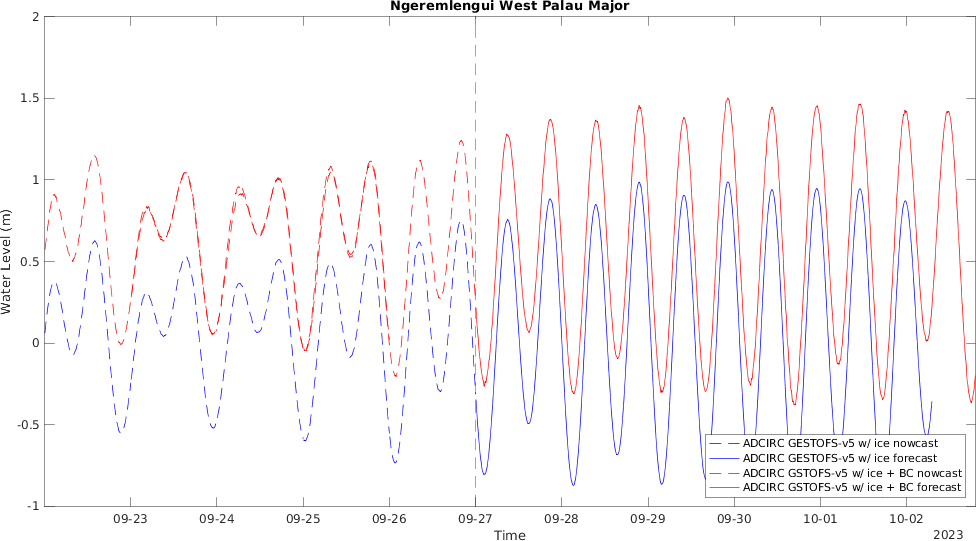 Ngeremlengui West Palau Major
2
1.5
1
0.5
0
-0.5
-1
Water Level (m)
ADCIRC GESTOFS-v5 w/ ice nowcast
ADCIRC GESTOFS-v5 w/ ice forecast
ADCIRC GSTOFS-v5 w/ ice + BC nowcast
ADCIRC GSTOFS-v5 w/ ice + BC forecast
09-23 09-24 09-25 09-26 09-27 09-28 09-29 09-30 10-01 10-02
Time
2023